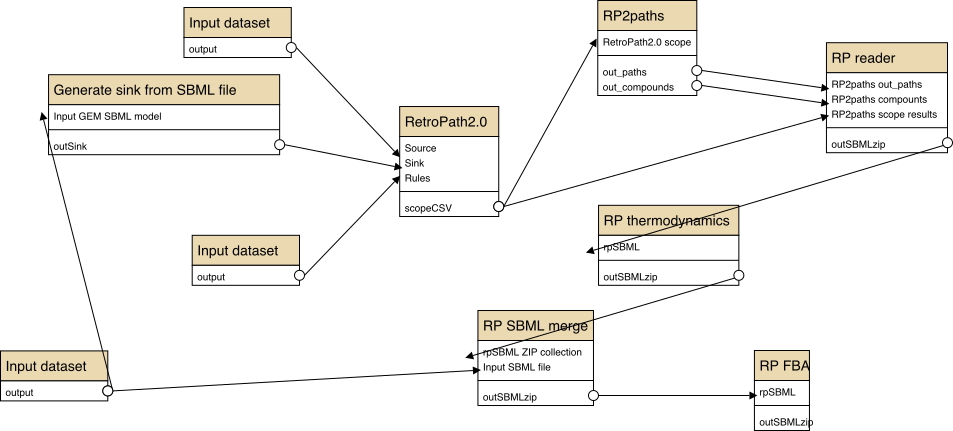 Input dataset
output
Generate sink from SBML file
Input GEM SBML model
outSink
RetroPath2.0
Source
Sink
Rules
scopeCSV
Input dataset
output
Input dataset
output
RP2paths
RetroPath2.0 scope
out_paths
out_compounds
RP reader
RP2paths out_paths
RP2paths compounts
RP2paths scope results
outSBMLzip
RP thermodynamics
rpSBML
outSBMLzip
RP SBML merge
rpSBML ZIP collection
Input SBML file
outSBMLzip
RP FBA
rpSBML
outSBMLzip